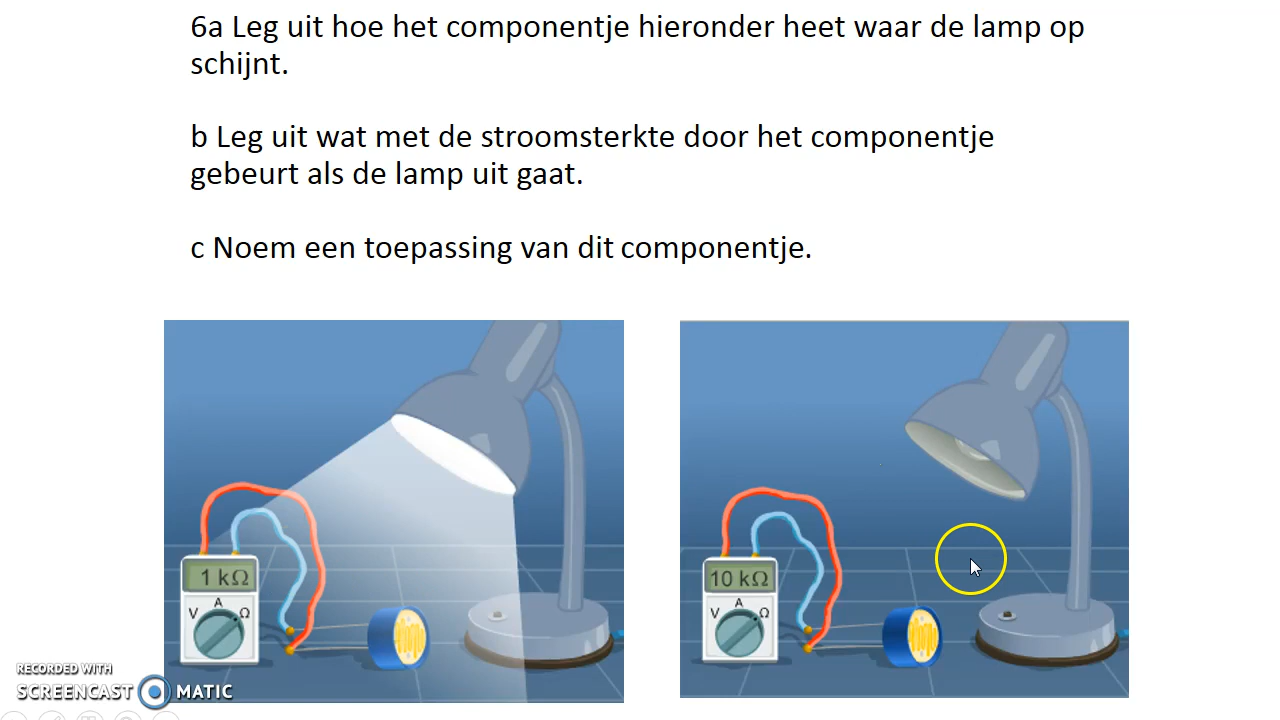 6a Leg uit hoe het componentje hieronder heet waar de lamp op
schijnt.
b Leg uit wat met de stroomsterkte door het componentje
gebeurt als de lamp uit gaat.
c Noem een toepassing van dit componentje.
1 kΩ
V A Ω
10 kΩ
V A Ω
RECORDED WITH
SCREENCAST MATIC